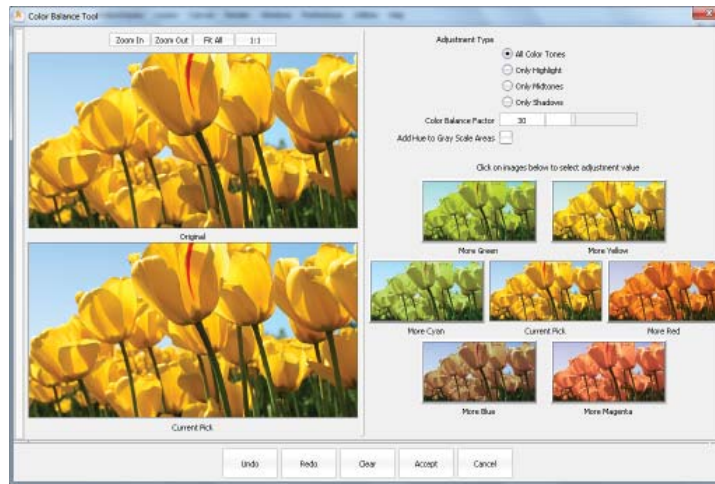 Color Balance Tool
Zoom In Zoom Out Fit All 1:1
Original
Current Pick
Adjustment Type
All Color Tones
Only Highlight
Only Midtones
Only Shadows
Color Balance Factor 30
Add Hue to Gray Scale Areas
Click on images below to select adjustment value
More Green More Yellow
More Cyan Current Pick More Red
More Blue More Magenta
Undo Redo Clear Accept Cancel